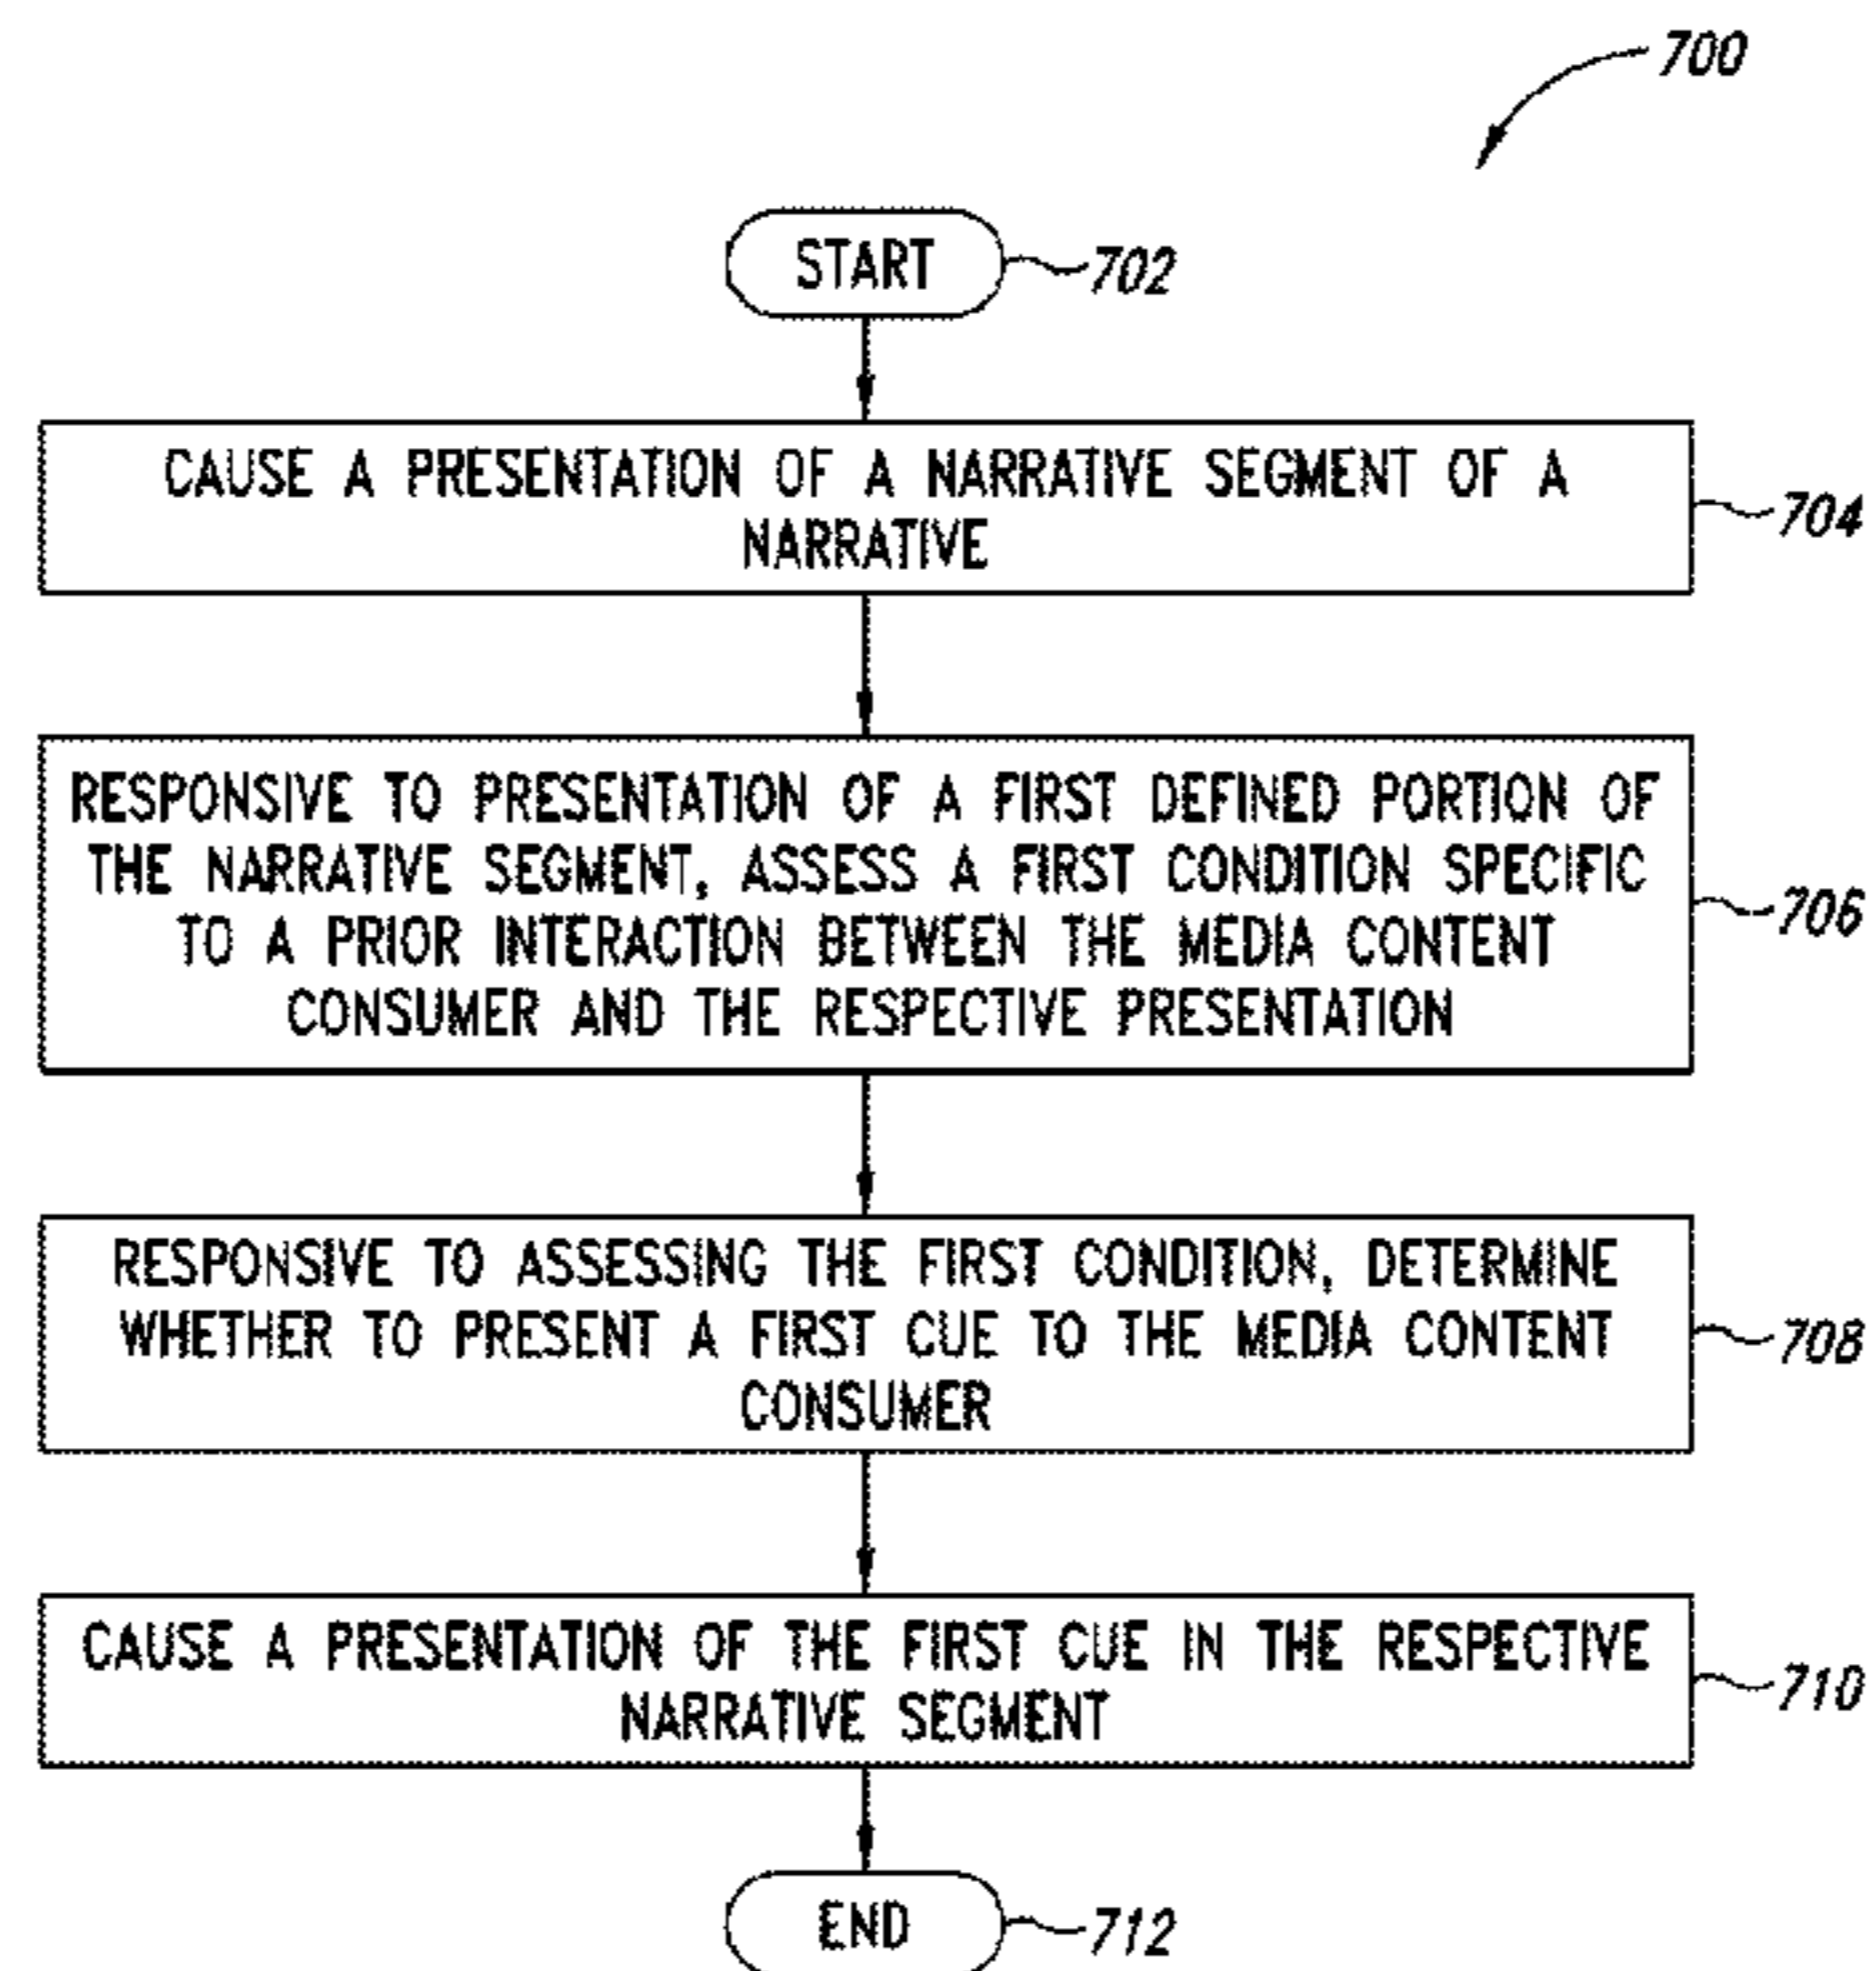 700
START
702
CAUSE A PRESENTATION OF A NARRATIVE SEGMENT OF A
NARRATIVE
704
RESPONSIVE TO PRESENTATION OF A FIRST DEFINED PORTION OF
THE NARRATIVE SEGMENT, ASSESS A FIRST CONDITION SPECIFIC
TO A PRIOR INTERACTION BETWEEN THE MEDIA CONTENT
CONSUMER AND THE RESPECTIVE PRESENTATION
706
RESPONSIVE TO ASSESSING THE FIRST CONDITION, DETERMINE
WHETHER TO PRESENT A FIRST CUE TO THE MEDIA CONTENT
CONSUMER
708
CAUSE A PRESENTATION OF THE FIRST CUE IN THE RESPECTIVE
NARRATIVE SEGMENT
710
END
712